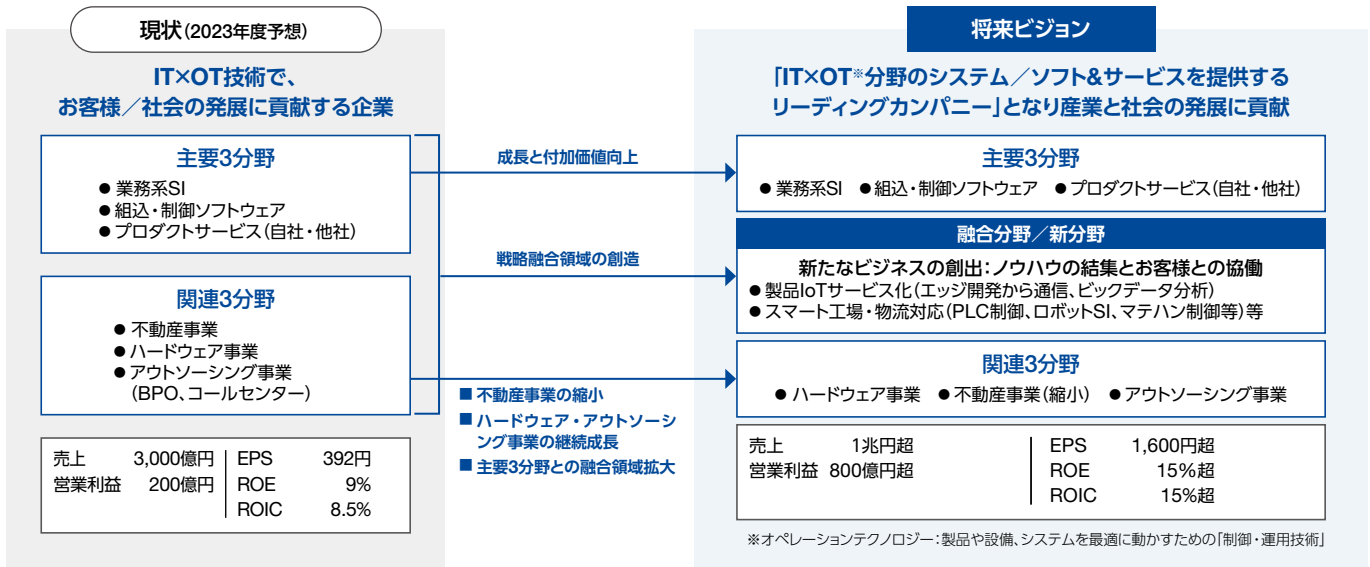 現状(2023年度予想)
IT×OT技術で、
お客様／社会の発展に貢献する企業
主要3分野
● 業務系SI
● 組込・制御ソフトウェア
● プロダクトサービス(自社・他社)
関連3分野
● 不動産事業
● ハードウェア事業
● アウトソーシング事業
(BPO、コールセンター)
売上 3,000億円 EPS 392円
営業利益 200億円 ROE 9%
ROIC 8.5%
成長と付加価値向上
戦略融合領域の創造
■ 不動産事業の縮小
■ ハードウェア・アウトソーシ
ング事業の継続成長
■ 主要3分野との融合領域拡大
将来ビジョン
「IT×OT※分野のシステム／ソフト&サービスを提供する
リーディングカンパニー」となり産業と社会の発展に貢献
主要3分野
● 業務系SI ● 組込・制御ソフトウェア ● プロダクトサービス(自社・他社)
融合分野／新分野
新たなビジネスの創出：ノウハウの結集とお客様との協働
● 製品IoTサービス化(エッジ開発から通信、ビックデータ分析)
● スマート工場・物流対応(PLC制御、ロボットSI、マテハン制御等)等
関連3分野
● ハードウェア事業 ● 不動産事業(縮小) ● アウトソーシング事業
売上 1兆円超 EPS 1,600円超
営業利益 800億円超 ROE 15%超
ROIC 15%超
※オペレーションテクノロジー：製品や設備、システムを最適に動かすための「制御・運用技術」